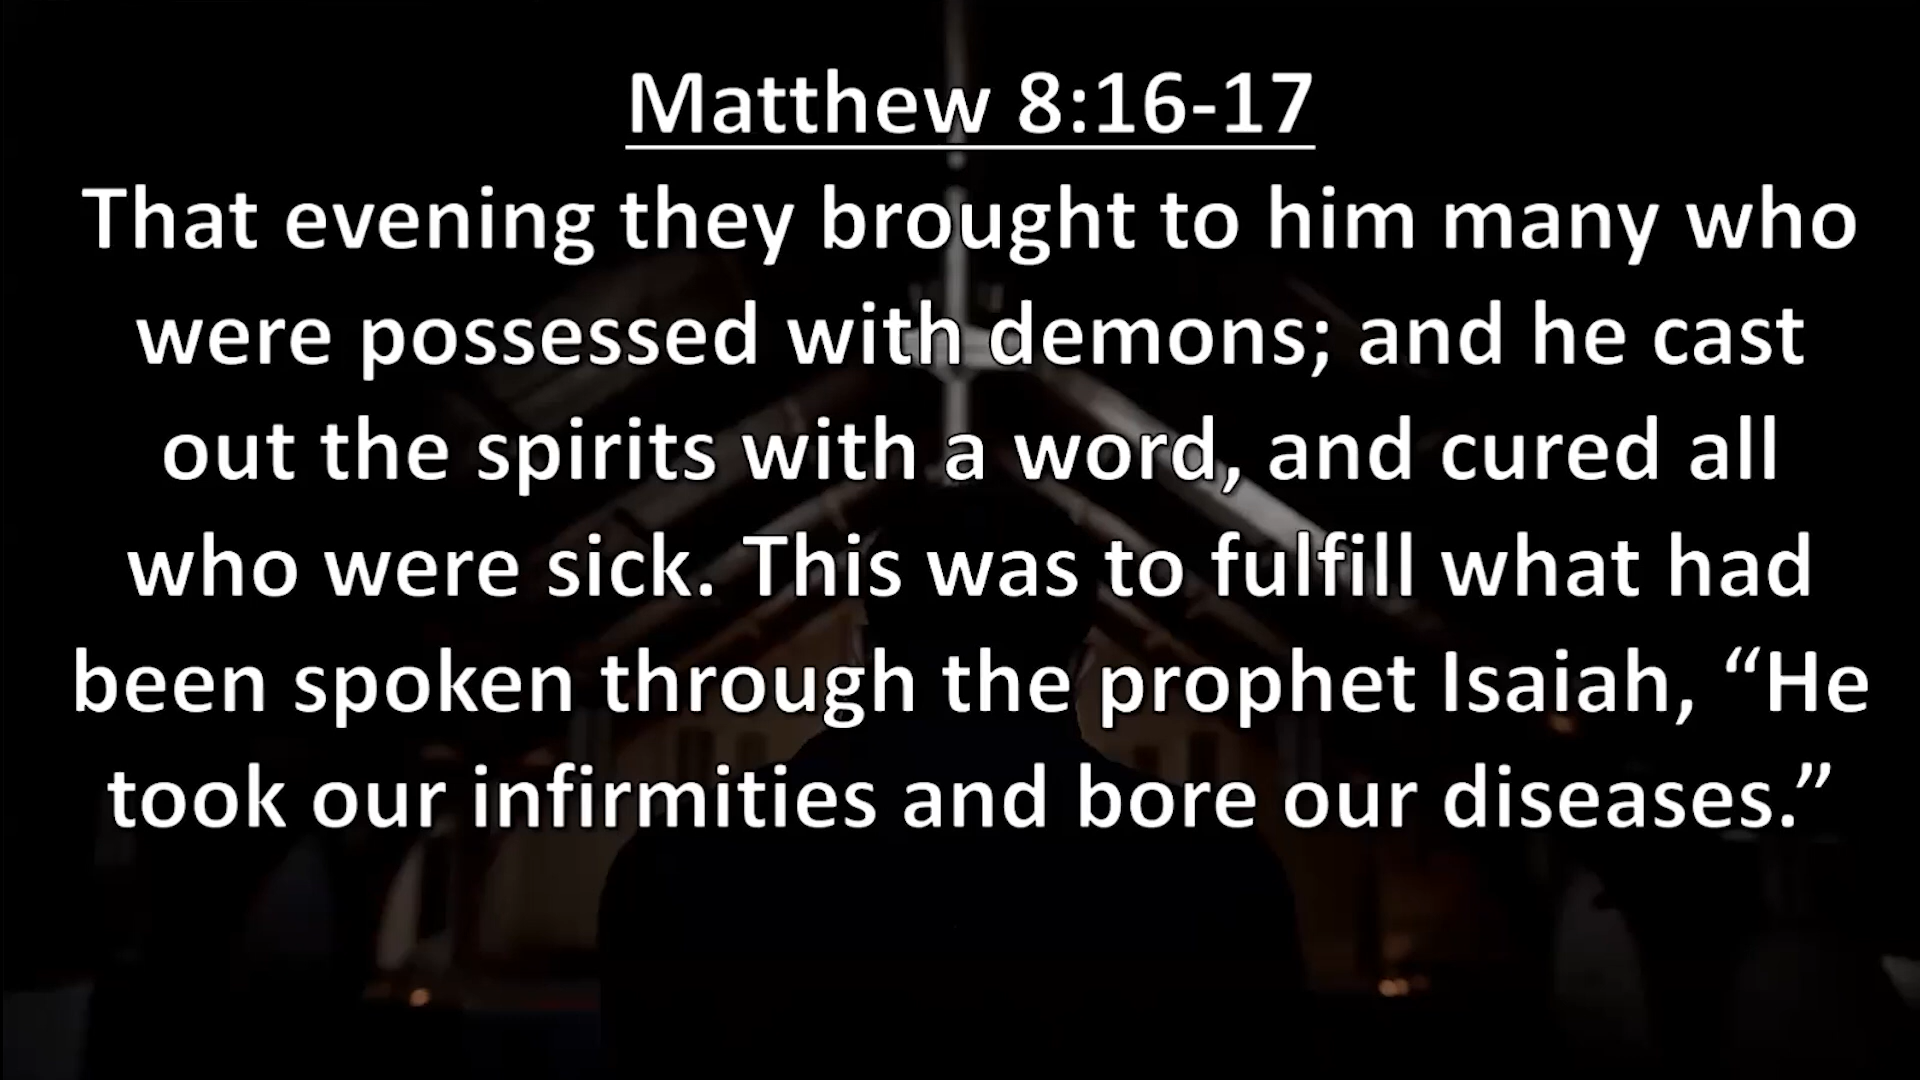 Matthew 8:16-17
That evening they brought to him many who
were possessed with demons; and he cast
out the spirits with a word, and cured all
who were sick. This was to fulfill what had
been spoken through the prophet Isaiah, “He
took our infirmities and bore our diseases.”